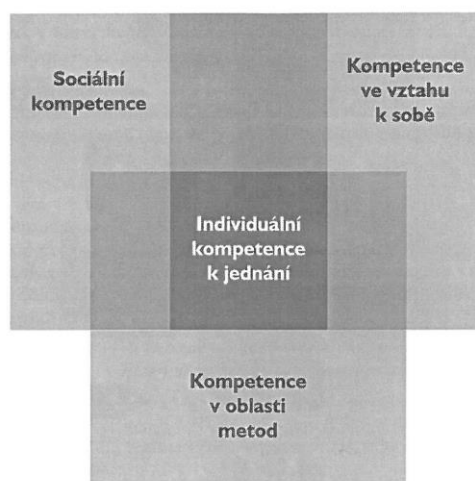 Sociální
kompetence
Kompetence
ve vztahu
k sobě
Individuální
kompetence
k jednání
Kompetence
v oblasti
metod